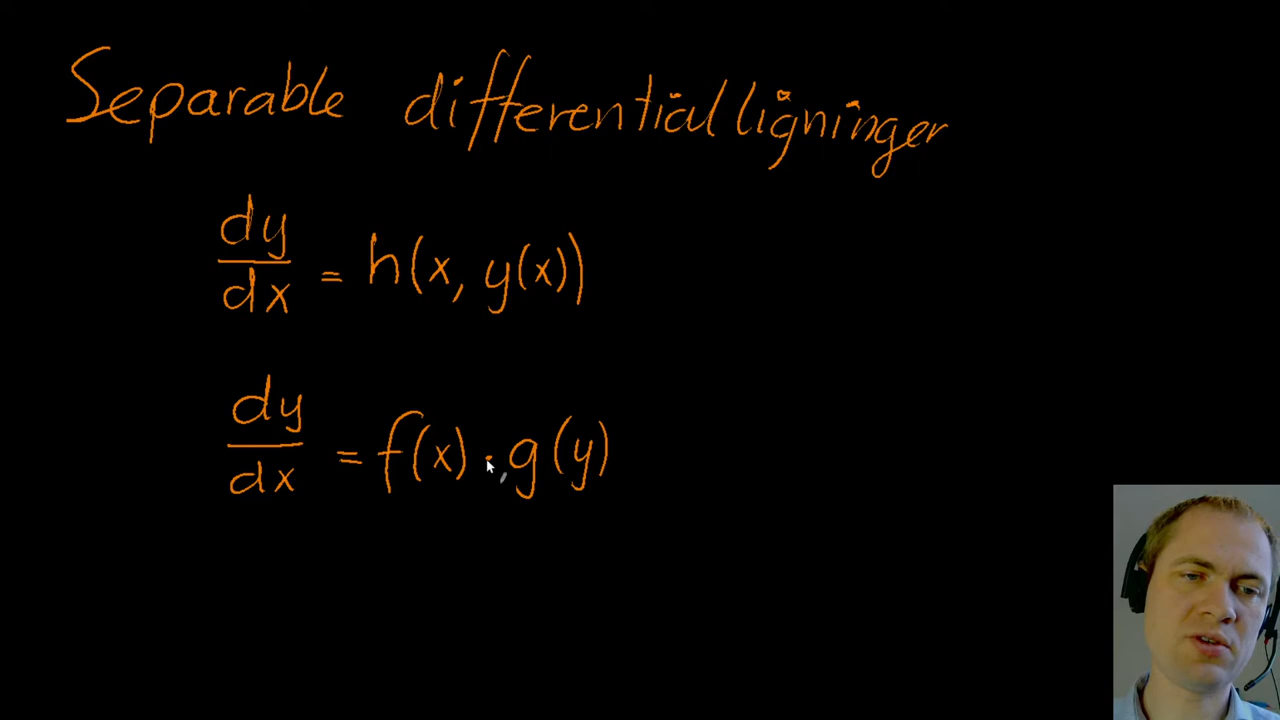 Separable differentialligninger
dy/dx = h(x, y(x))
dy/dx = f(x) · g(y)